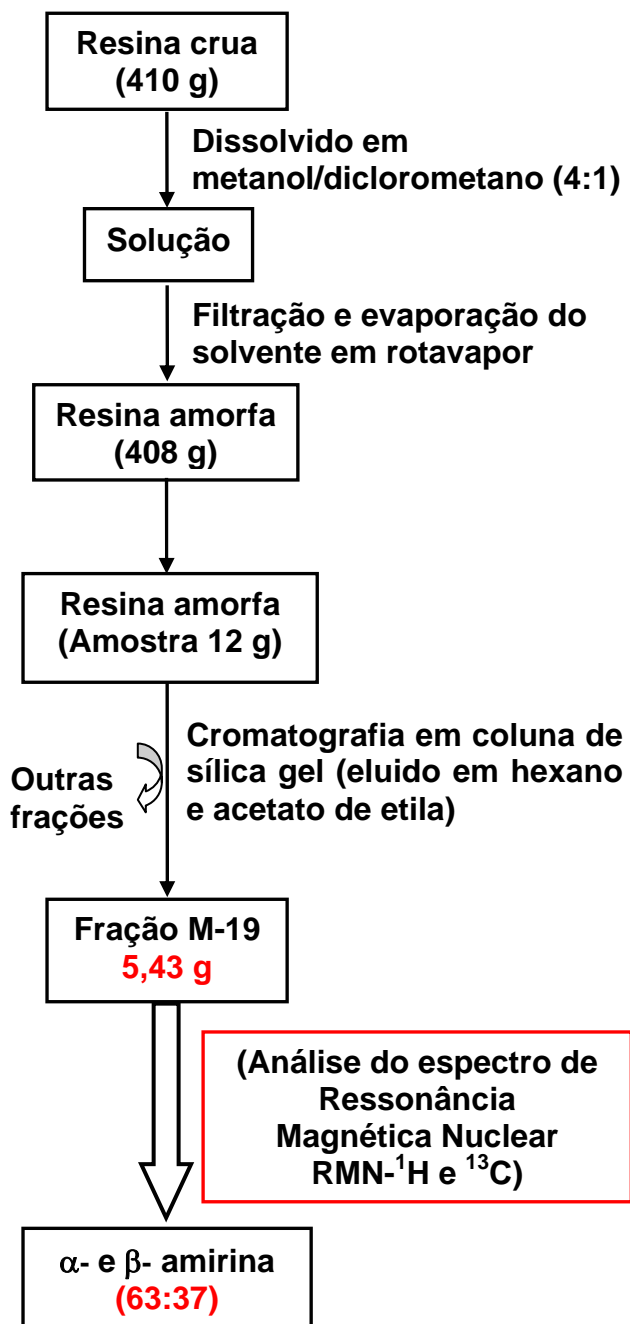 Resina crua
(410 g)
Dissolvido em
metanol/diclorometano (4:1)
Solução
Filtração e evaporação do
solvente em rotavapor
Resina amorfa
(408 g)
Resina amorfa
(Amostra 12 g)
Cromatografia em coluna de
sílica gel (eluido em hexano
e acetato de etila)
Outras
frações
Fração M-19
5,43 g
(Análise do espectro de
Ressonância
Magnética Nuclear
RMN-¹H e ¹³C)
α- e β- amirina
(63:37)